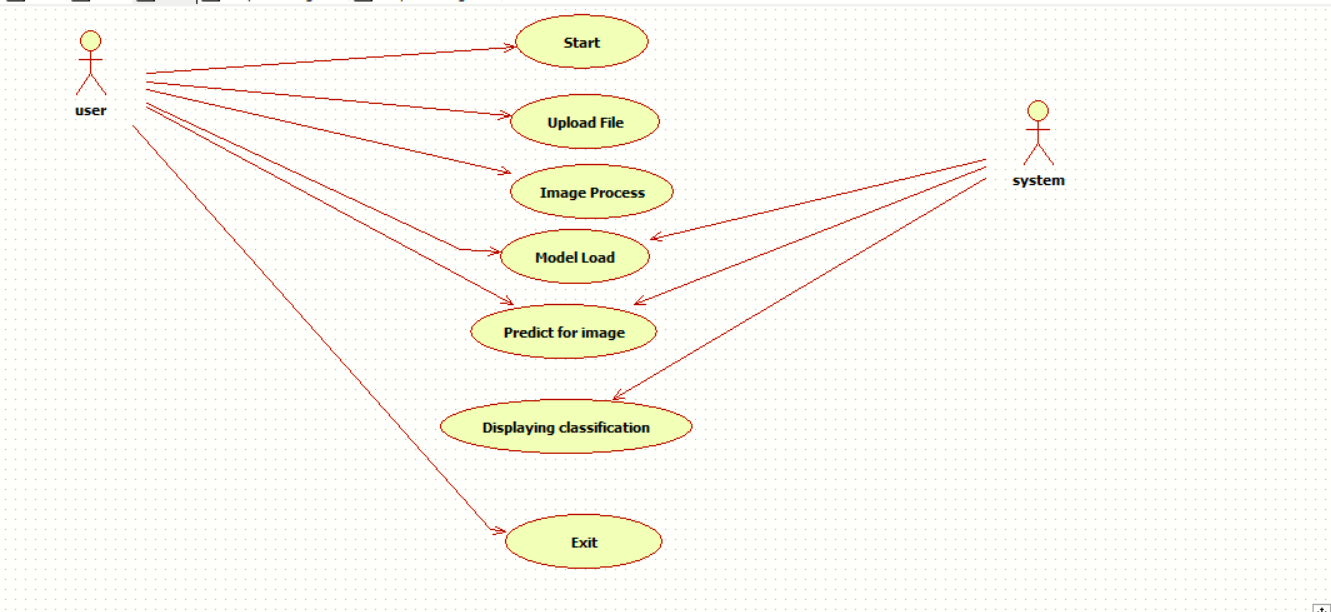 Start
user
Upload File
system
Image Process
Model Load
Predict for image
Displaying classification
Exit